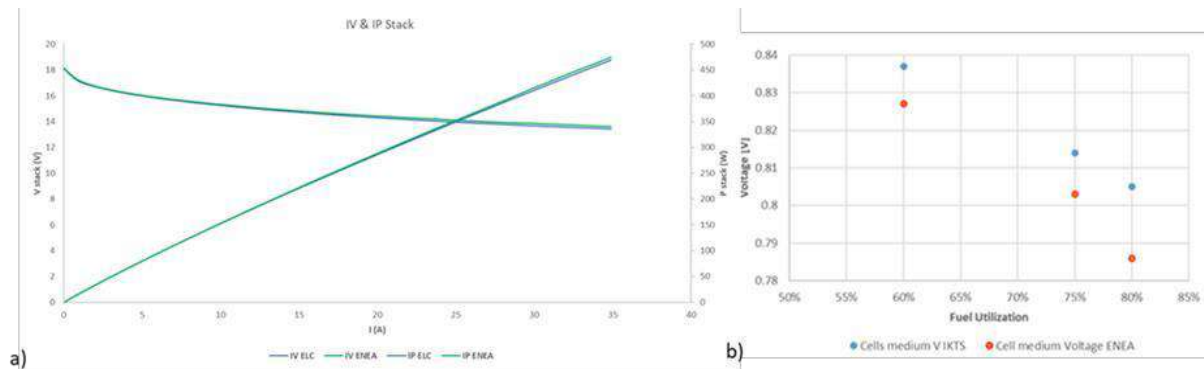 IV & IP Stack
20
18
16
14
12
10
8
6
4
2
0
V stack (V)
0 5 10 15 20 25 30 35 40
I (A)
500
450
400
350
300
250
200
150
100
50
0
P stack (W)
IV ELC IV ENEA IP ELC IP ENEA
a)
0.84
0.83
0.82
0.81
0.8
0.79
0.78
Voltage [V]
50% 55% 60% 65% 70% 75% 80% 85%
Fuel Utilization
Cells medium V IKTS Cell medium Voltage ENEA
b)